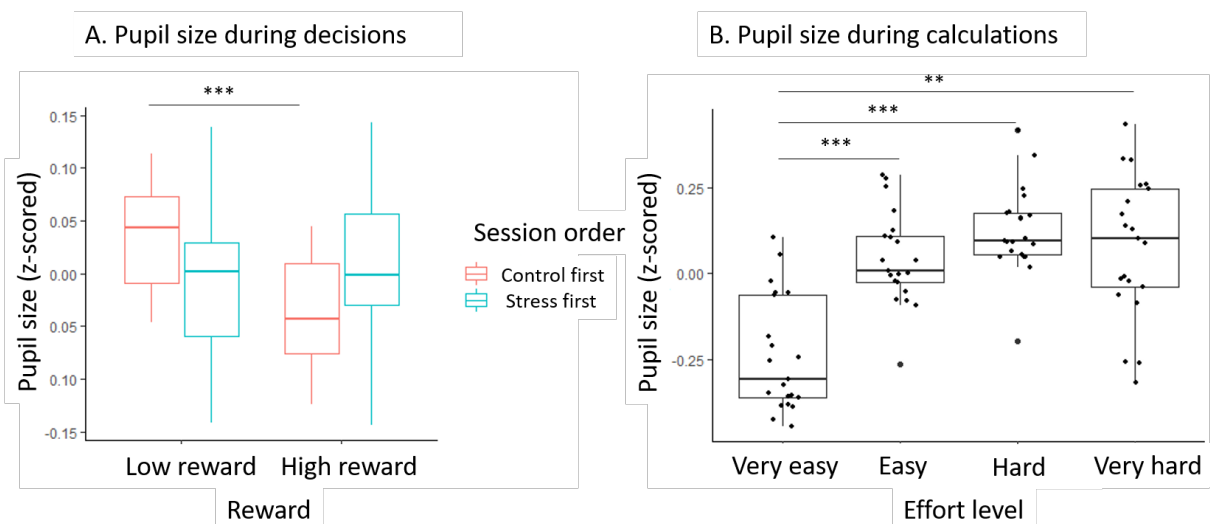 A. Pupil size during decisions
***
0.15
0.10
0.05
0.00
0.05
0.10
-0.15
Pupil size (z-scored)
Low reward High reward
Reward
Session order
Control first
Stress first
B. Pupil size during calculations
**
***
***
0.25
0.00
-0.25
Pupil size (z-scored)
Very easy Easy Hard Very hard
Effort level